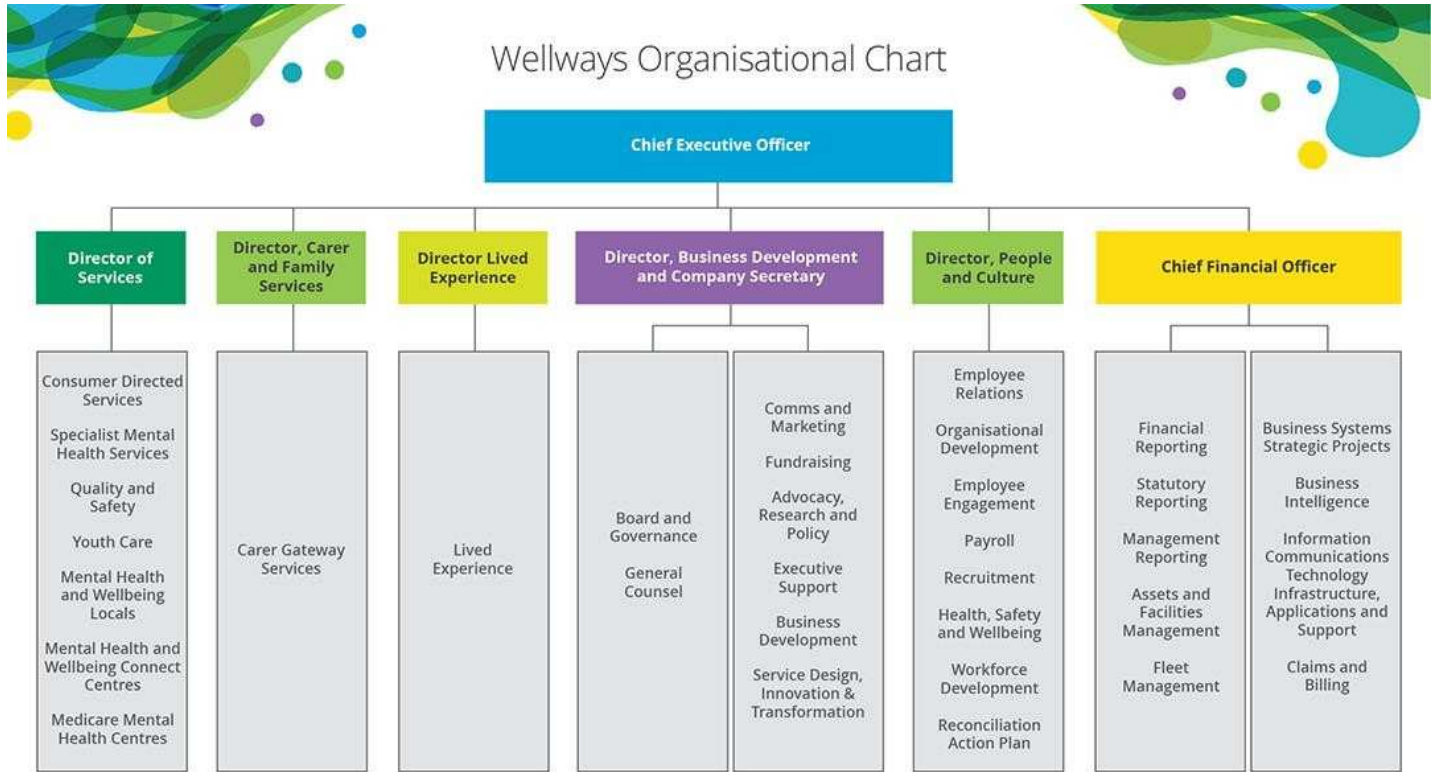 Wellways Organisational Chart
Chief Executive Officer
Director of
Services
Director, Carer
and Family
Services
Director Lived
Experience
Director, Business Development
and Company Secretary
Director, People
and Culture
Chief Financial Officer
Consumer Directed
Services
Specialist Mental
Health Services
Quality and
Safety
Youth Care
Mental Health
and Wellbeing
Locals
Mental Health and
Wellbeing Connect
Centres
Medicare Mental
Health Centres
Carer Gateway
Services
Lived
Experience
Board and
Governance
General
Counsel
Comms and
Marketing
Fundraising
Advocacy,
Research and
Policy
Executive
Support
Business
Development
Service Design,
Innovation &
Transformation
Employee
Relations
Organisational
Development
Employee
Engagement
Payroll
Recruitment
Health, Safety
and Wellbeing
Workforce
Development
Reconciliation
Action Plan
Financial
Reporting
Statutory
Reporting
Management
Reporting
Assets and
Facilities
Management
Fleet
Management
Business Systems
Strategic Projects
Business
Intelligence
Information
Communications
Technology
Infrastructure,
Applications and
Support
Claims and
Billing